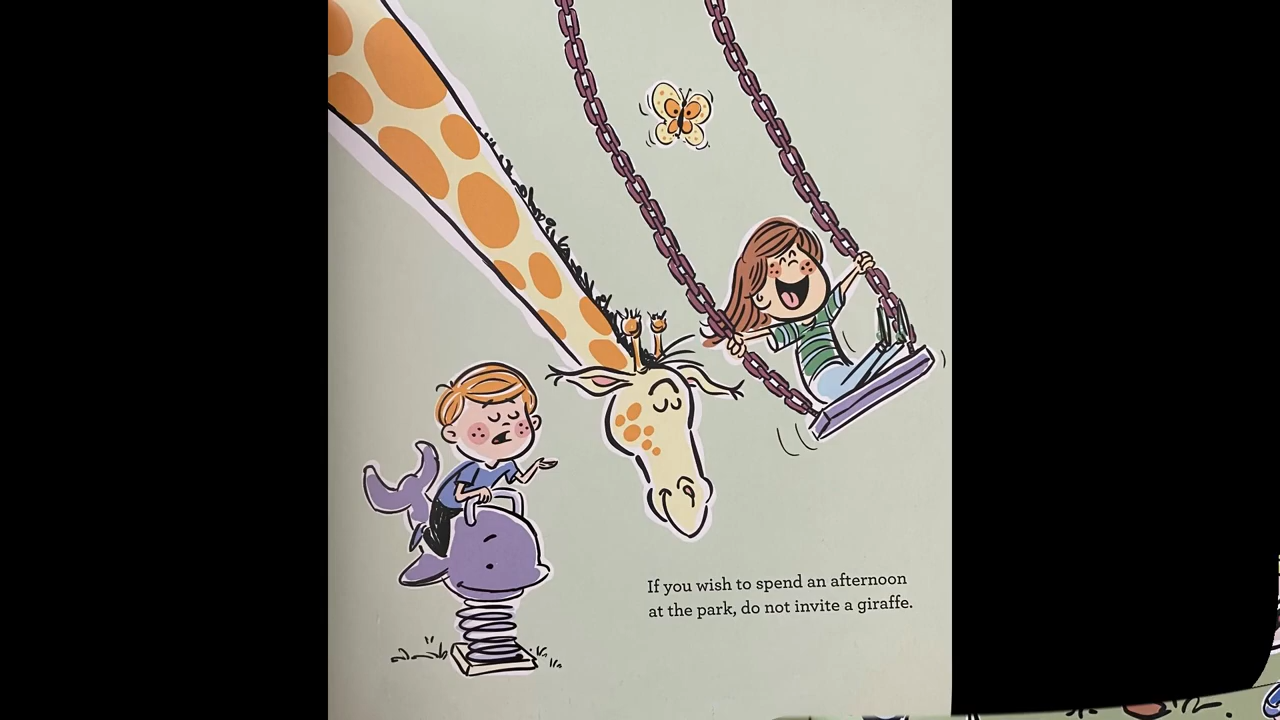 If you wish to spend an afternoon
at the park, do not invite a giraffe.